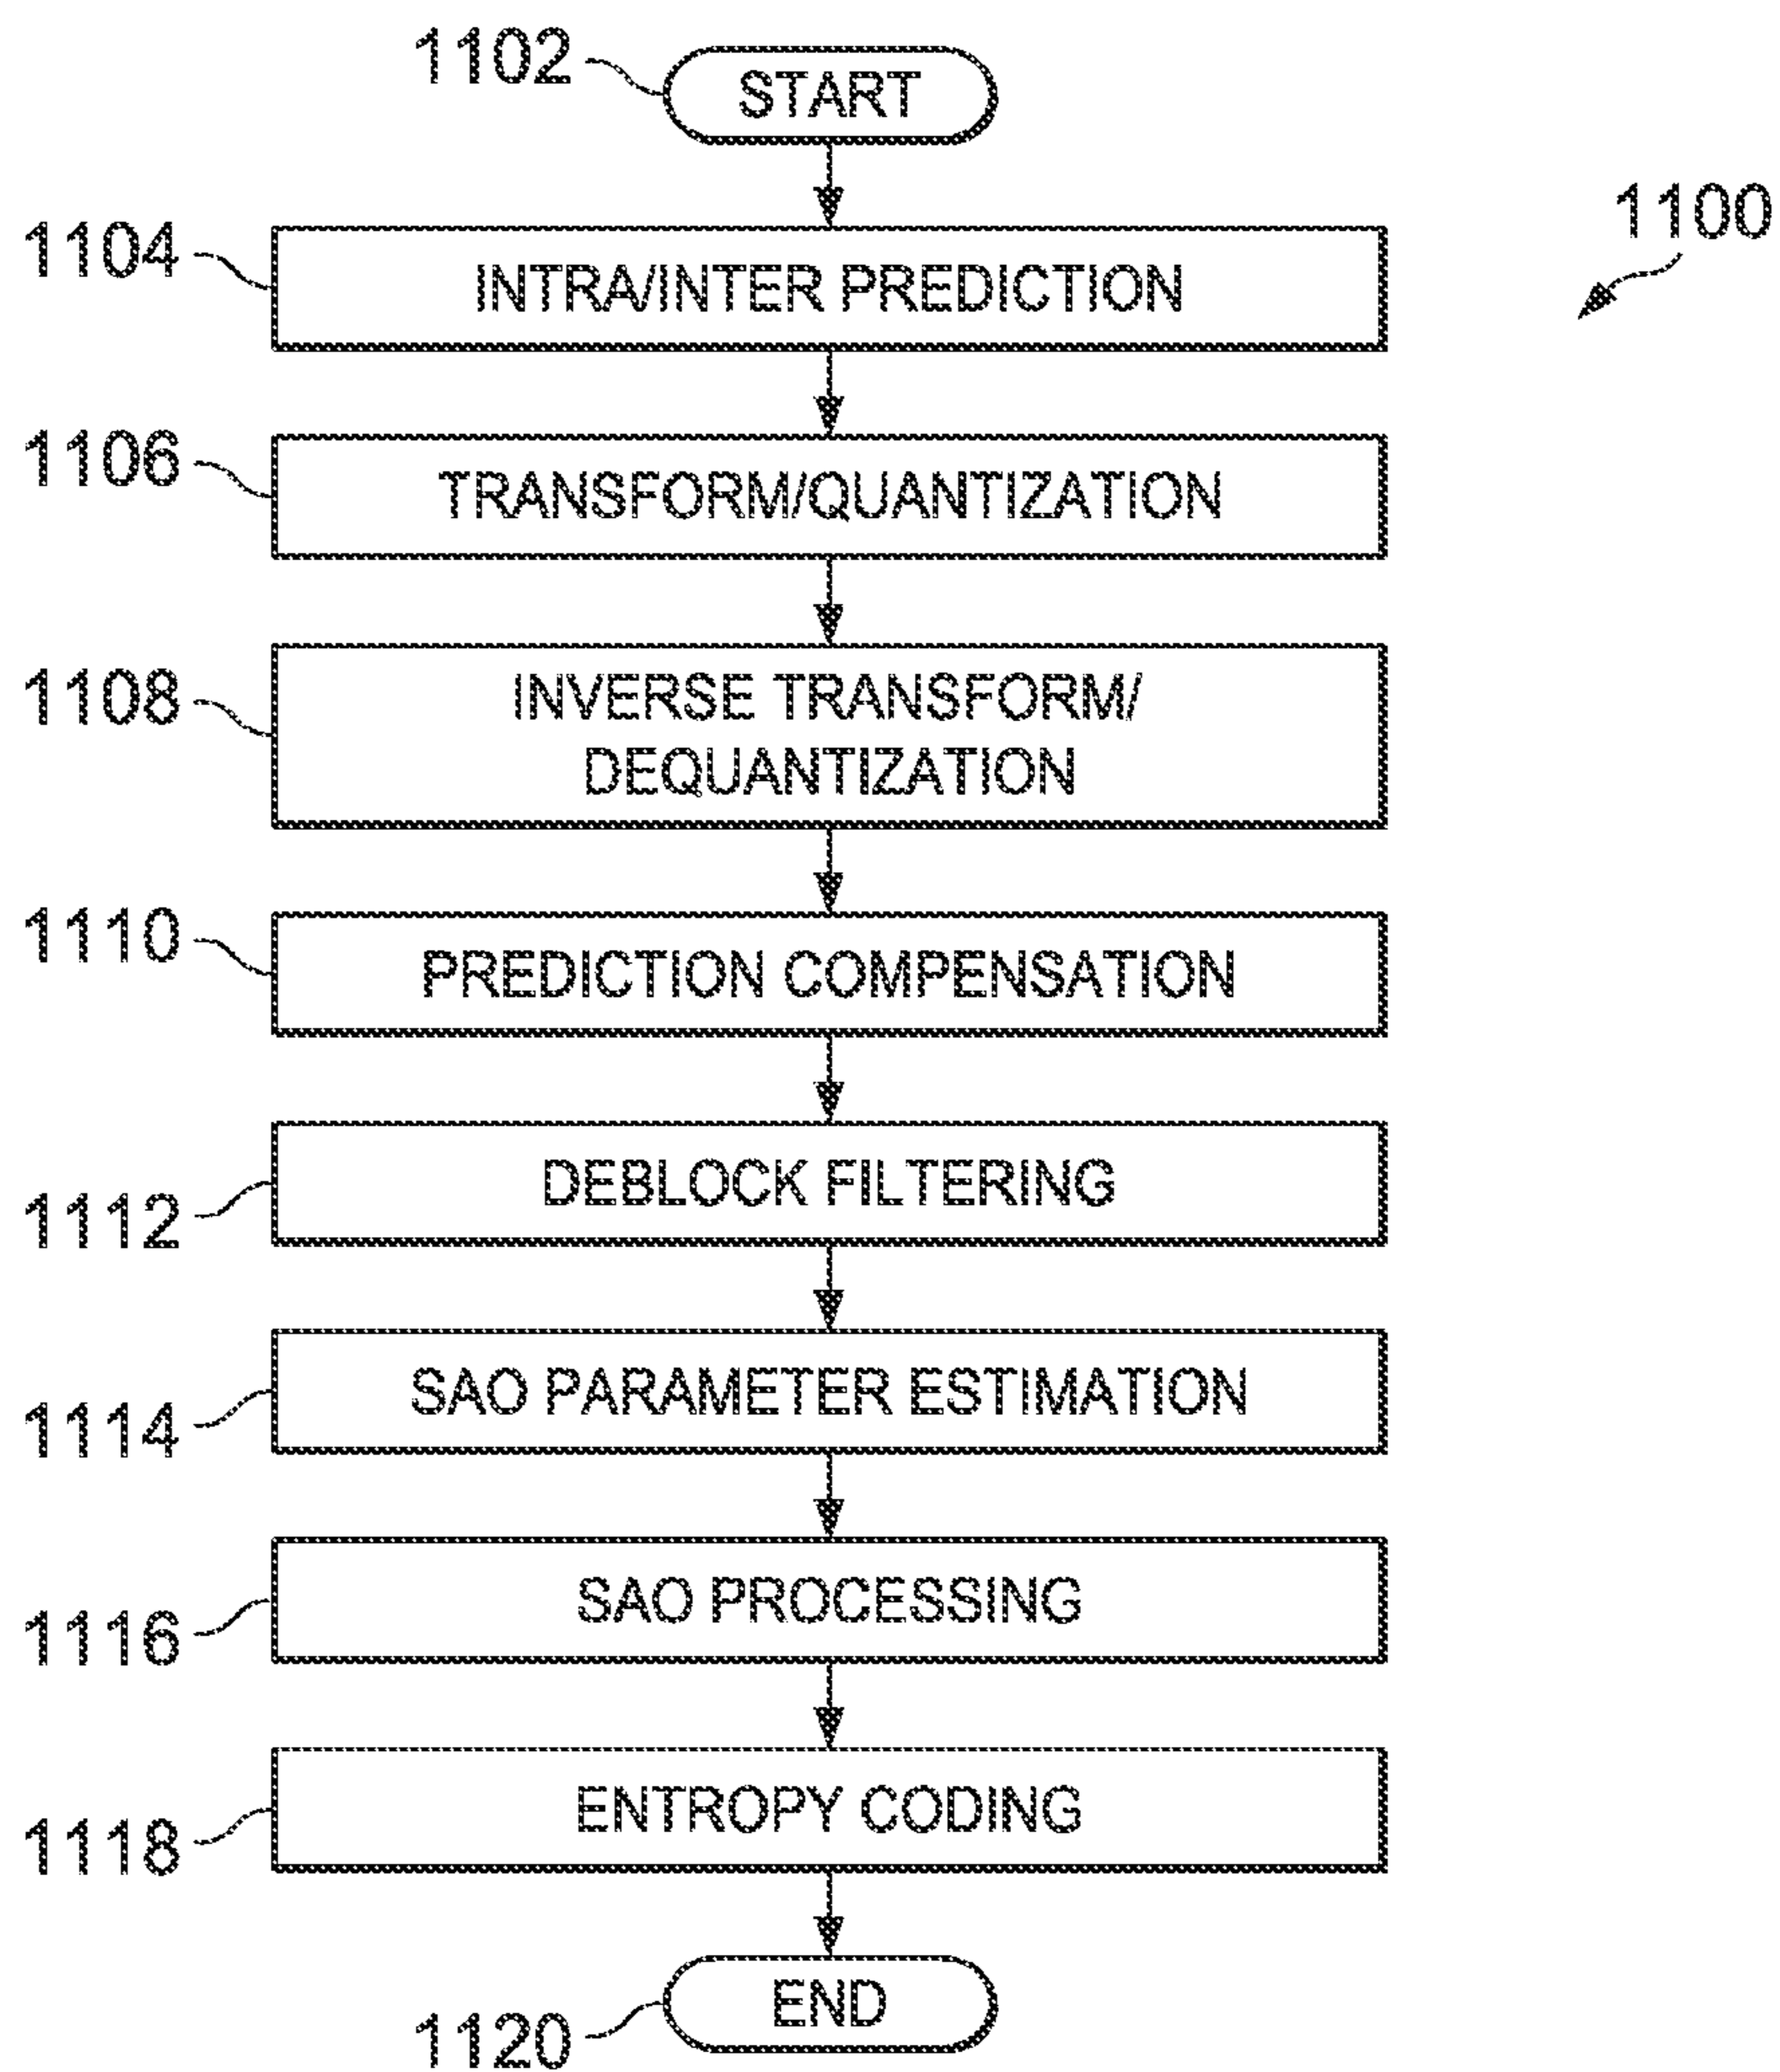 1102
START
1100
1104
INTRA/INTER PREDICTION
1106
TRANSFORM/QUANTIZATION
1108
INVERSE TRANSFORM/
DEQUANTIZATION
1110
PREDICTION COMPENSATION
1112
DEBLOCK FILTERING
1114
SAO PARAMETER ESTIMATION
1116
SAO PROCESSING
1118
ENTROPY CODING
1120
END